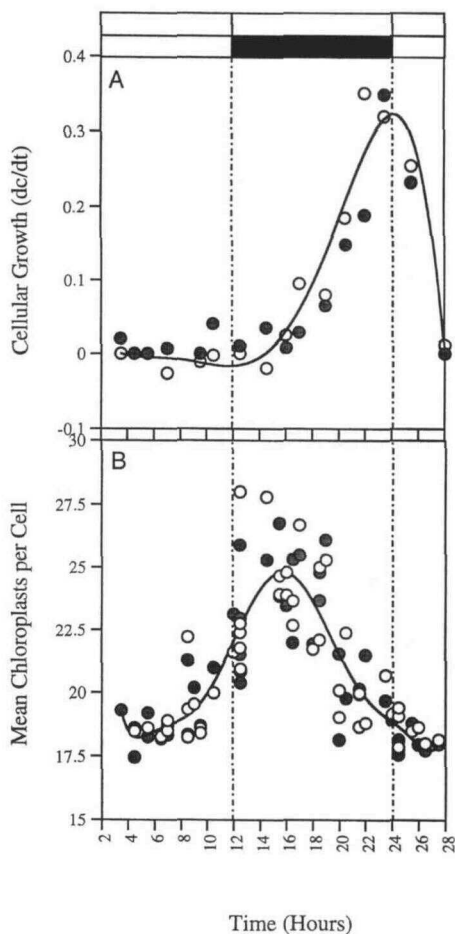 A
Cellular Growth (dc/dt)
0.4
0.3
0.2
0.1
0
-0.1
B
Mean Chloroplasts per Cell
30
27.5
25
22.5
20
17.5
15
2 4 6 8 10 12 14 16 18 20 22 24 26 28
Time (Hours)